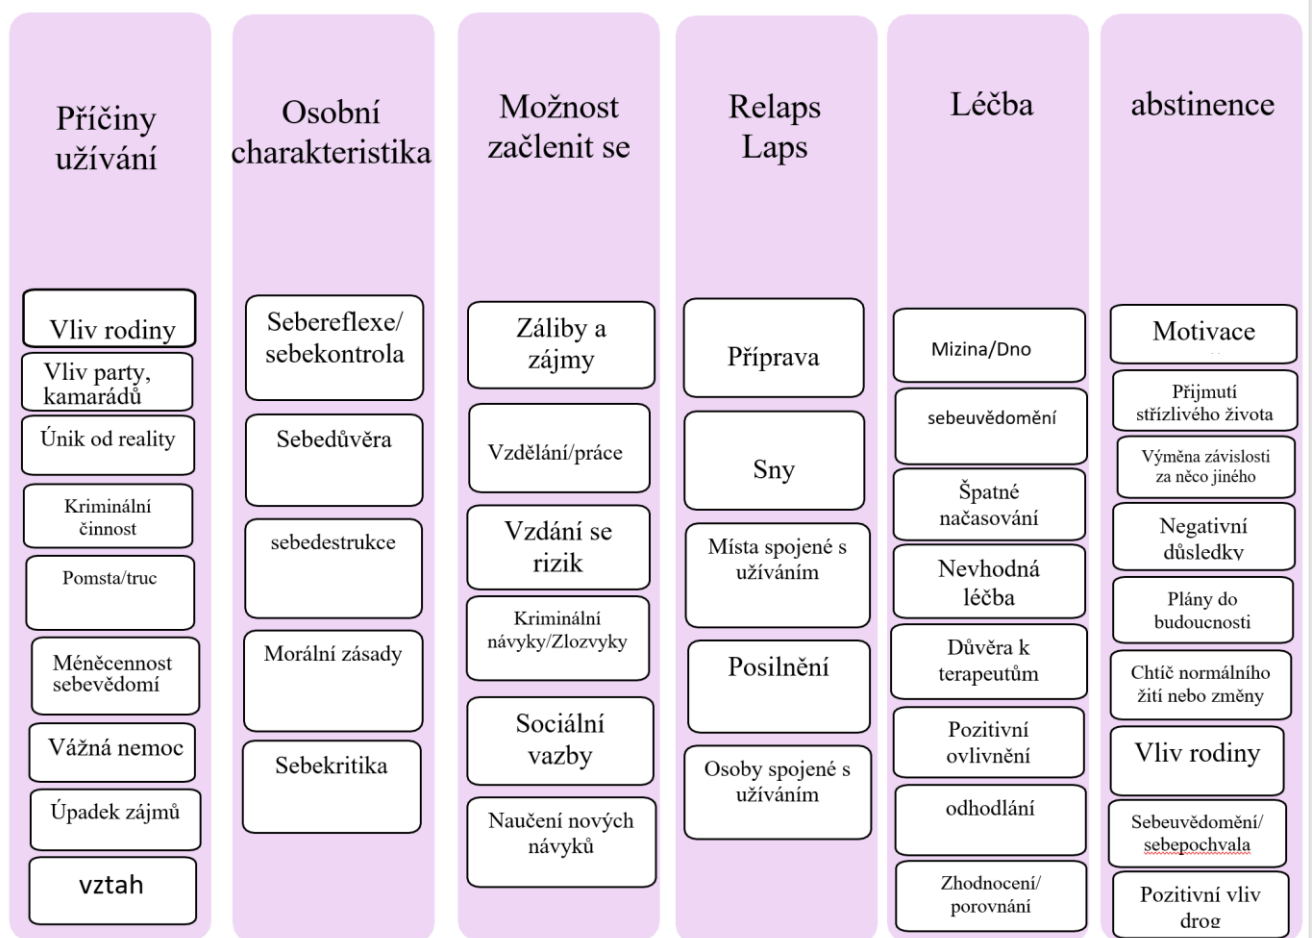 Příčiny
užívání
Vliv rodiny
Vliv party,
kamarádů
Únik od reality
Kriminální
činnost
Pomsta/truc
Méněcennost
sebevědomí
Vážná nemoc
Úpadek zájmů
vztah
Osobní
charakteristika
Sebereflexe/
sebekontrola
Sebedůvěra
sebedestrukce
Morální zásady
Sebekritika
Možnost
začlenit se
Záliby a
zájmy
Vzdělání/práce
Vzdání se
rizik
Kriminální
návyky/Zlozvyky
Sociální
vazby
Naučení nových
návyků
Relaps
Laps
Příprava
Sny
Místa spojené s
užíváním
Posilnění
Osoby spojené s
užíváním
Léčba
Mizina/Dno
sebeuvědomění
Špatné
načasování
Nevhodná
léčba
Důvěra k
terapeutům
Pozitivní
ovlivnění
odhodlání
Zhodnocení/
porovnání
abstinence
Motivace
Přijmutí
střízlivého života
Výměna závislosti
za něco jiného
Negativní
důsledky
Plány do
budoucnosti
Chtíč normálního
žití nebo změny
Vliv rodiny
Sebeuvědomění/
sebepochvala
Pozitivní vliv
drog